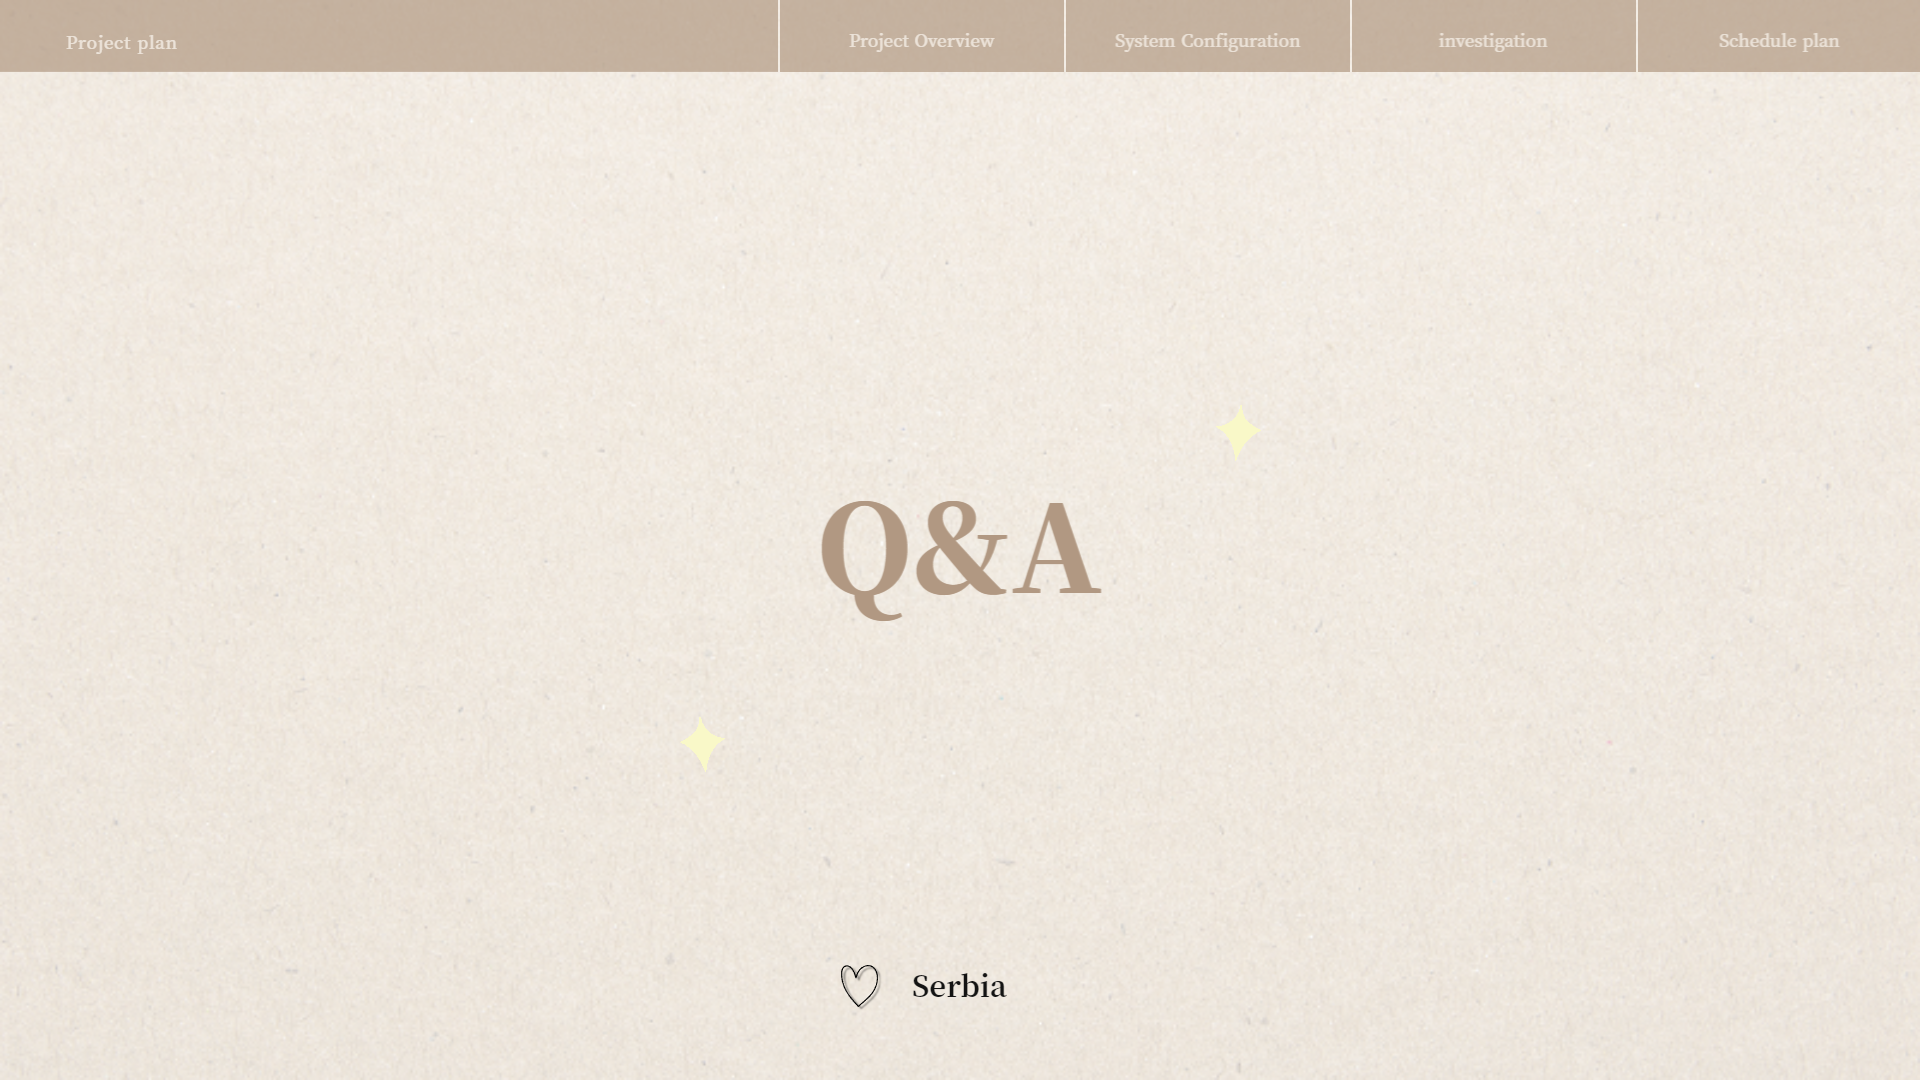 Project plan
Project Overview
System Configuration
investigation
Schedule plan
Q&A
Serbia